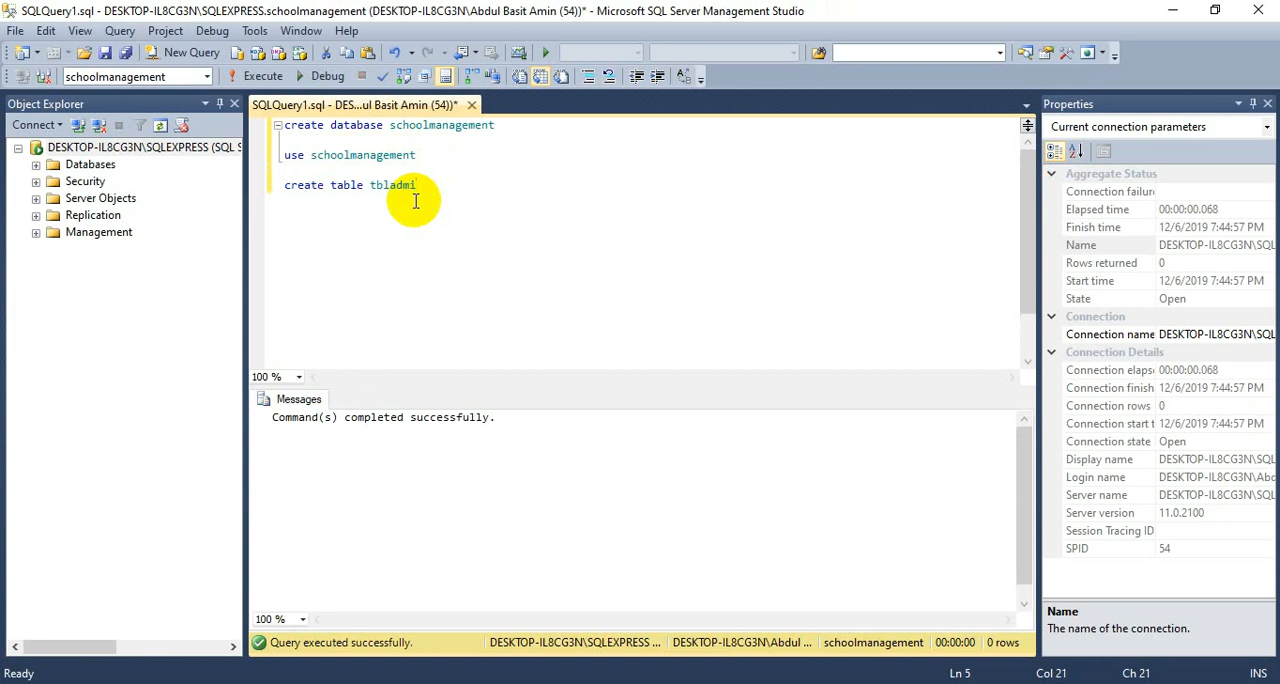 SQLQuery1.sql - DESKTOP-IL8CG3N\SQLEXPRESS.schoolmanagement (DESKTOP-IL8CG3N\Abdul Basit Amin (54))* - Microsoft SQL Server Management Studio
File Edit View Query Project Debug Tools Window Help
New Query
schoolmanagement Execute Debug
Object Explorer
Connect
DESKTOP-IL8CG3N\SQLEXPRESS (SQL S
Databases
Security
Server Objects
Replication
Management
SQLQuery1.sql - DES...ul Basit Amin (54))*
create database schoolmanagement
use schoolmanagement
create table tbladmi
100 %
Messages
Command(s) completed successfully.
100 %
Query executed successfully. DESKTOP-IL8CG3N\SQLEXPRESS ... DESKTOP-IL8CG3N\Abdul ... schoolmanagement 00:00:00 0 rows
Properties
Current connection parameters
Aggregate Status
Connection failure
Elapsed time 00:00:00.068
Finish time 12/6/2019 7:44:57 PM
Name DESKTOP-IL8CG3N\SQL
Rows returned 0
Start time 12/6/2019 7:44:57 PM
State Open
Connection
Connection name DESKTOP-IL8CG3N\SQL
Connection Details
Connection elaps 00:00:00.068
Connection finish 12/6/2019 7:44:57 PM
Connection rows 0
Connection start t 12/6/2019 7:44:57 PM
Connection state Open
Display name DESKTOP-IL8CG3N\SQL
Login name DESKTOP-IL8CG3N\Abd
Server name DESKTOP-IL8CG3N\SQL
Server version 11.0.2100
Session Tracing ID
SPID 54
Name
The name of the connection.
Ready Ln 5 Col 21 Ch 21 INS